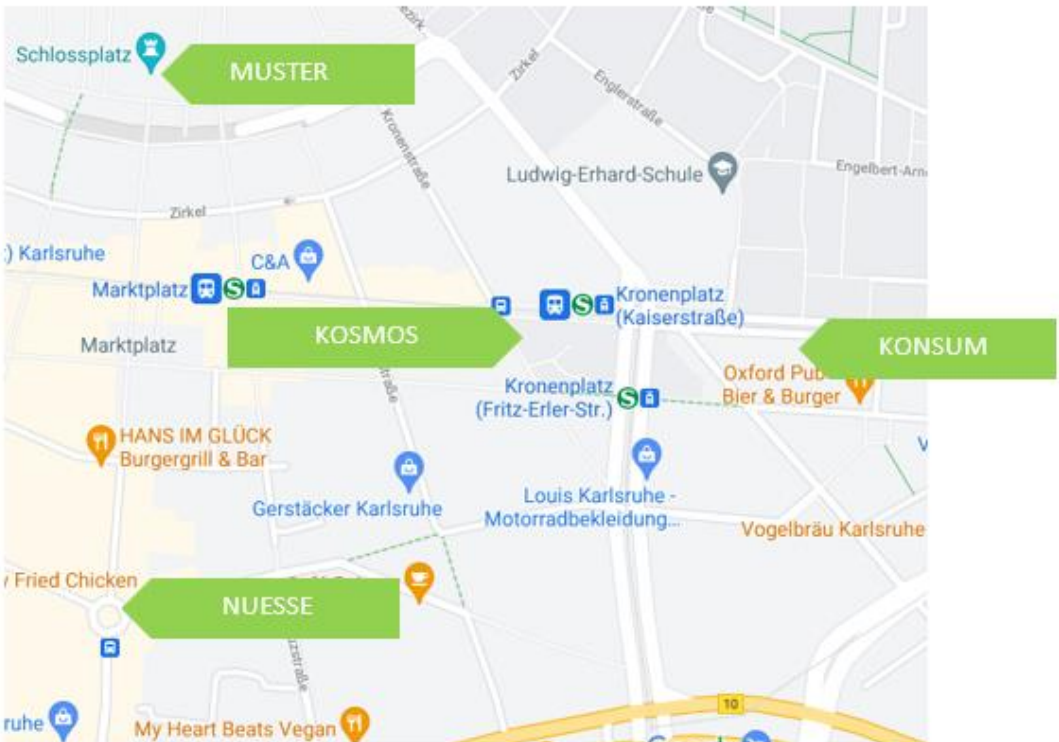 Schlossplatz
MUSTER
Zirkel
Englerstraße
Kronenstraße
Ludwig-Erhard-Schule
Zirkel
) Karlsruhe
C&A
Marktplatz S
S Kronenplatz
(Kaiserstraße)
KOSMOS
KONSUM
Marktplatz
Oxford Pub
Bier & Burger
Kronenplatz
(Fritz-Erler-Str.) S
HANS IM GLÜCK
Burgergrill & Bar
Gerstäcker Karlsruhe
Louis Karlsruhe -
Motorradbekleidung...
Vogelbräu Karlsruhe
Fried Chicken
NUESSE
10
ruhe
My Heart Beats Vegan